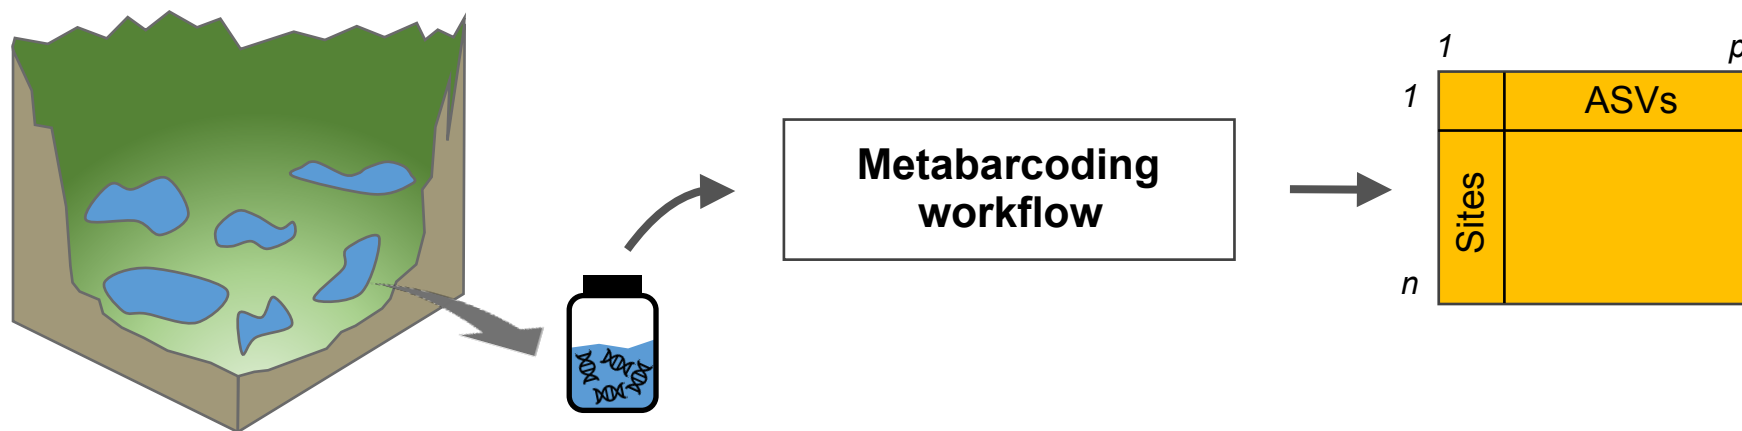 Metabarcoding
workflow
1 p
1 ASVs
Sites
n